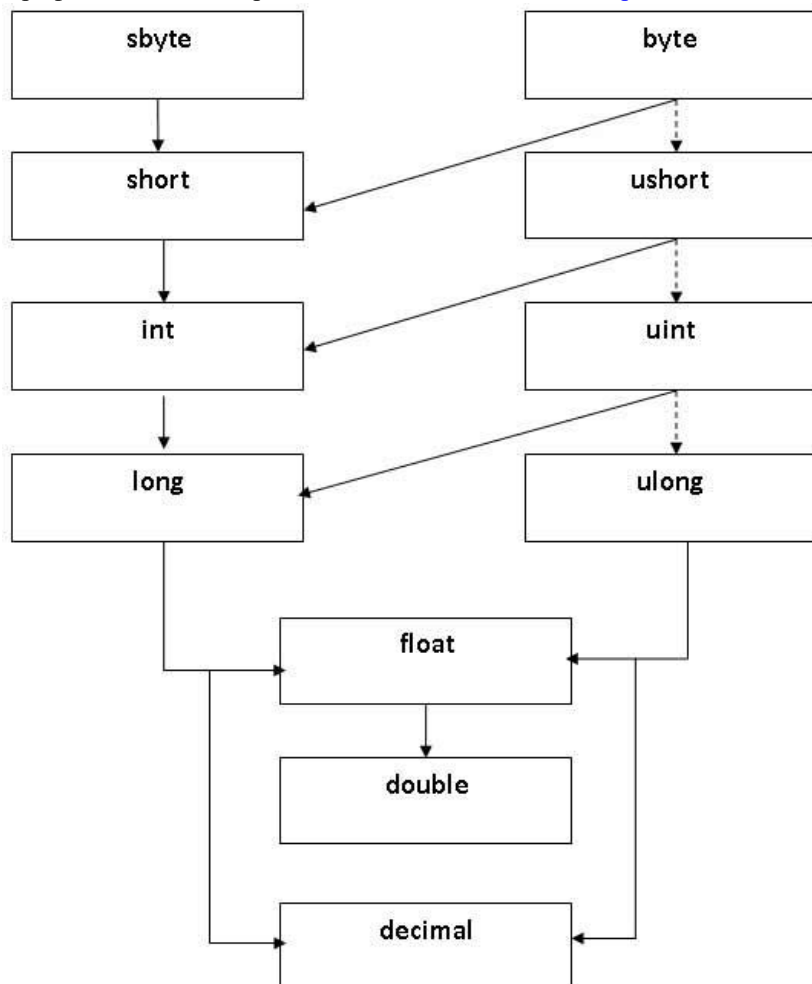 sbyte
byte
short
ushort
int
uint
long
ulong
float
double
decimal